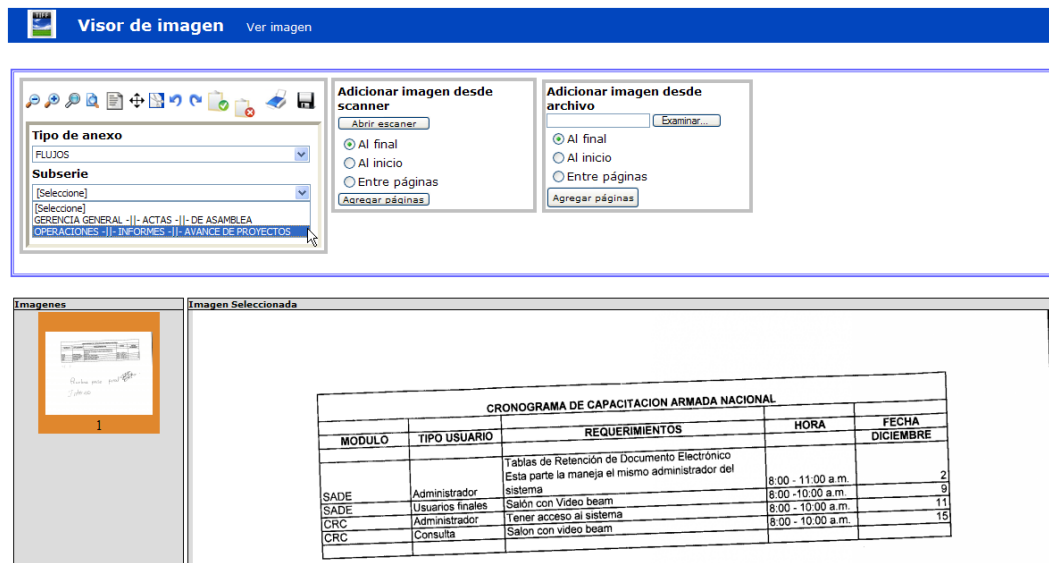 TIFF
Visor de imagen Ver imagen
Tipo de anexo
FLUJOS
Subserie
[Seleccione]
[Seleccione]
GERENCIA GENERAL -||- ACTAS -||- DE ASAMBLEA
OPERACIONES -||- INFORMES -||- AVANCE DE PROYECTOS
Adicionar imagen desde
scanner
Abrir escaner
Al final
Al inicio
Entre páginas
Agregar páginas
Adicionar imagen desde
archivo
Examinar...
Al final
Al inicio
Entre páginas
Agregar páginas
Imagenes
1
Imagen Seleccionada
CRONOGRAMA DE CAPACITACION ARMADA NACIONAL
MODULO TIPO USUARIO REQUERIMIENTOS HORA FECHA
DICIEMBRE
Tablas de Retención de Documento Electrónico
Esta parte la maneja el mismo administrador del
SADE Administrador sistema 8:00 - 11:00 a.m. 2
SADE Usuarios finales Salón con Video beam 8:00 -10:00 a.m. 9
CRC Administrador Tener acceso al sistema 8:00 - 10:00 a.m. 11
CRC Consulta Salon con video beam 8:00 - 10:00 a.m. 15